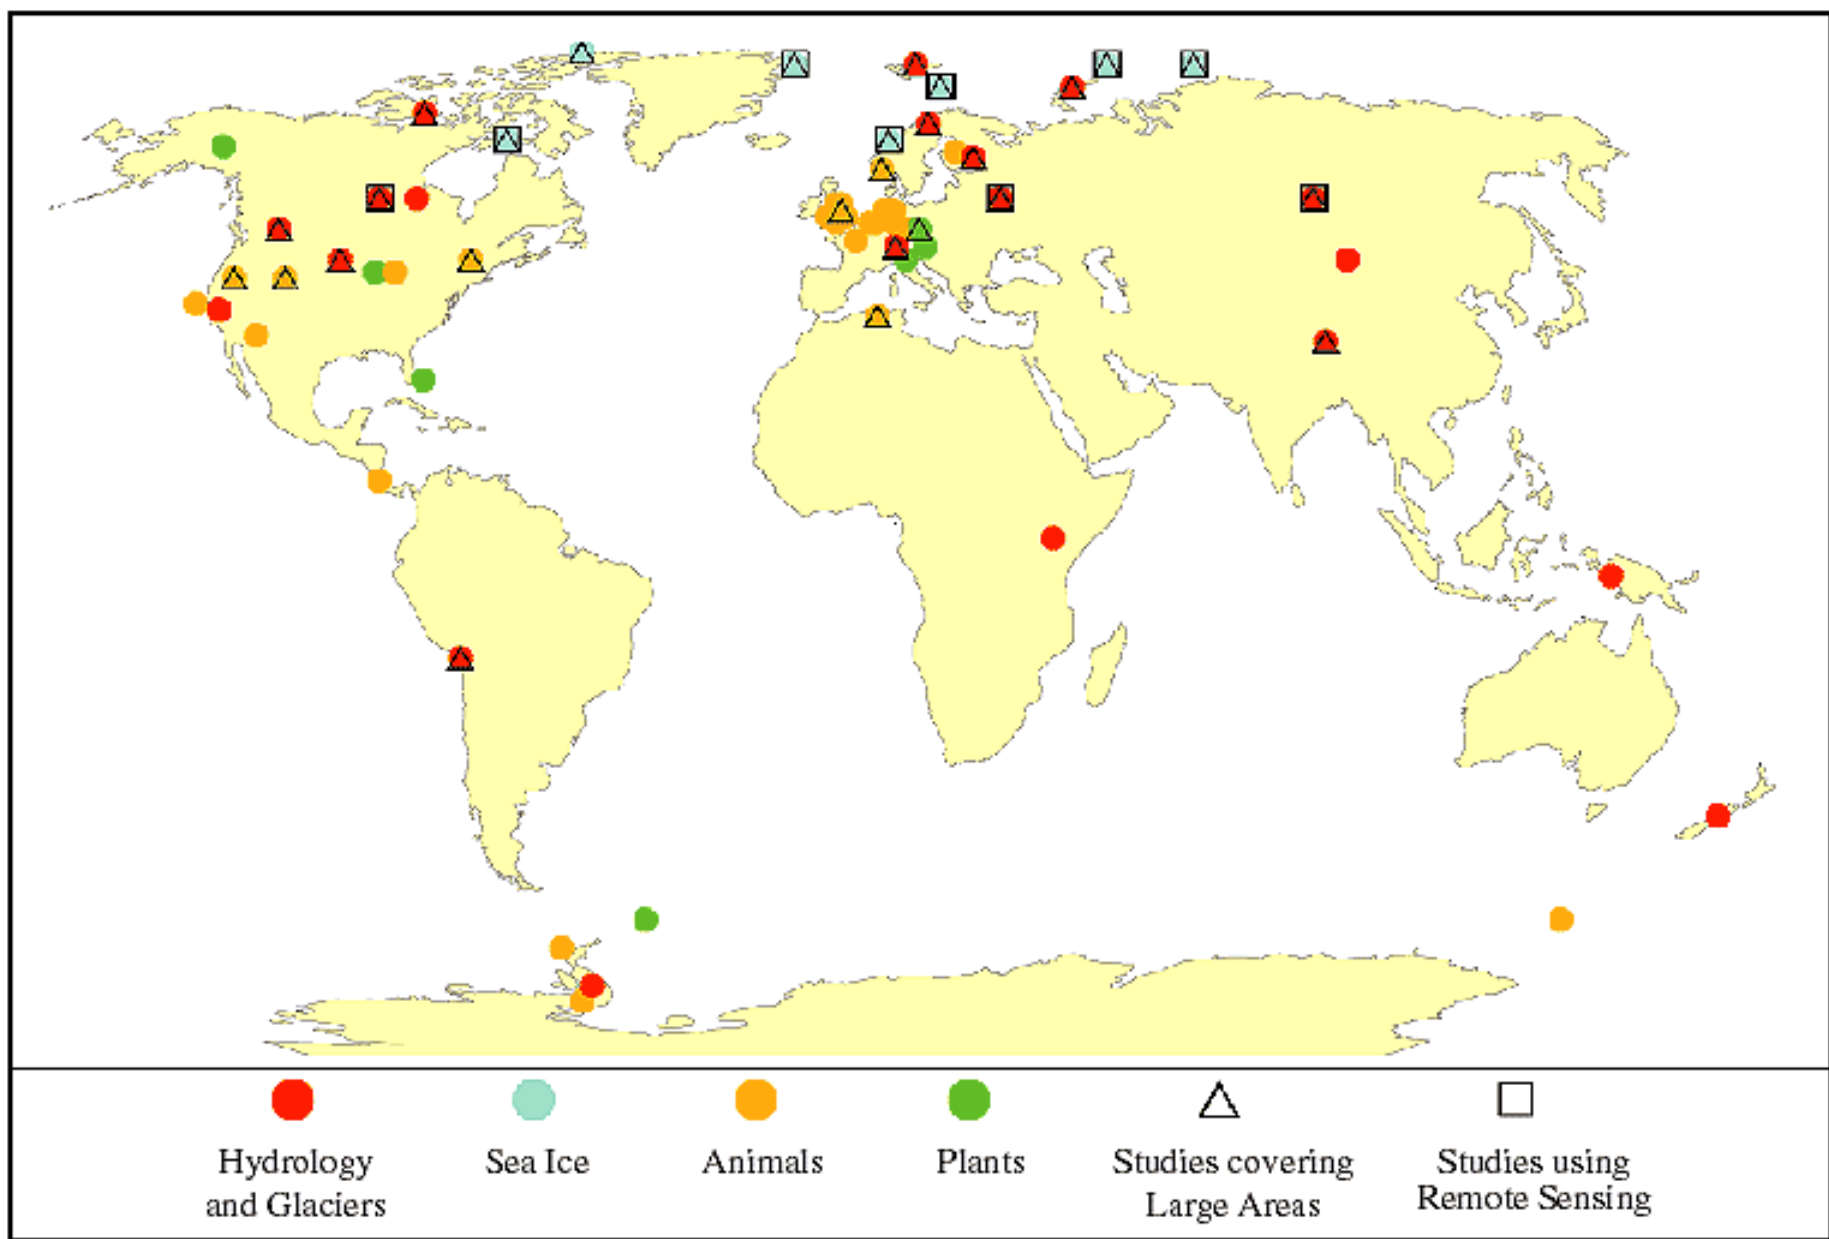 Hydrology
and Glaciers
Sea Ice
Animals
Plants
Studies covering
Large Areas
Studies using
Remote Sensing